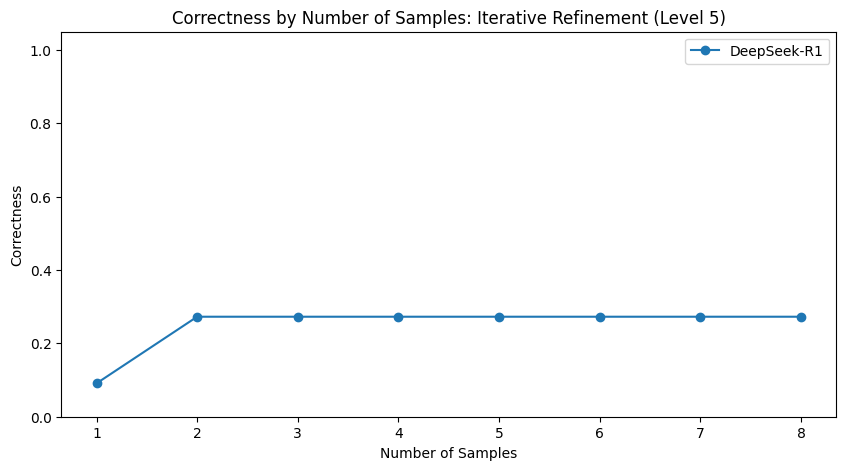 Correctness by Number of Samples: Iterative Refinement (Level 5)
DeepSeek-R1
Correctness
1.0
0.8
0.6
0.4
0.2
0.0
1 2 3 4 5 6 7 8
Number of Samples